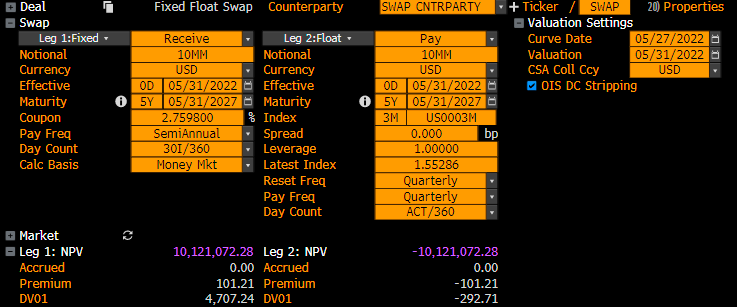 Deal Fixed Float Swap Counterparty SWAP CNTRPARTY Ticker / SWAP 20) Properties
Swap Valuation Settings
Leg 1:Fixed Receive Leg 2:Float Pay Curve Date 05/27/2022
Notional 10MM Notional 10MM Valuation 05/31/2022
Currency USD Currency USD CSA Coll Ccy USD
Effective 0D 05/31/2022 Effective 0D 05/31/2022 OIS DC Stripping
Maturity 5Y 05/31/2027 Maturity 5Y 05/31/2027
Coupon 2.759800 % Index 3M US0003M
Pay Freq SemiAnnual Spread 0.000 bp
Day Count 30I/360 Leverage 1.00000
Calc Basis Money Mkt Latest Index 1.55286
Reset Freq Quarterly
Pay Freq Quarterly
Day Count ACT/360
Market
Leg 1: NPV 10,121,072.28 Leg 2: NPV -10,121,072.28
Accrued 0.00 Accrued 0.00
Premium 101.21 Premium -101.21
DV01 4,707.24 DV01 -292.71